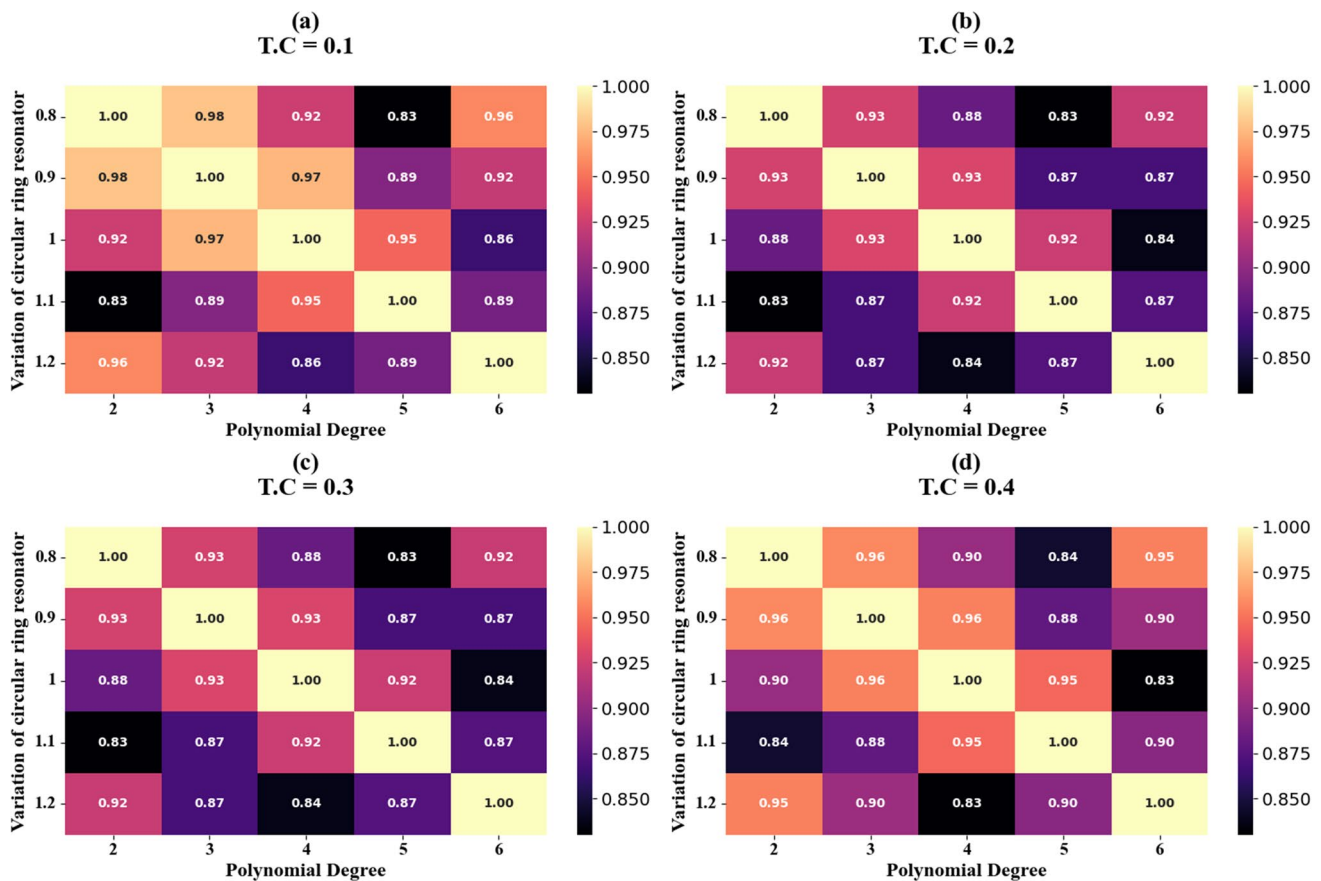 (a)
T.C = 0.1
Variation of circular ring resonator
0.8 1.00 0.98 0.92 0.83 0.96
0.9 0.98 1.00 0.97 0.89 0.92
1 0.92 0.97 1.00 0.95 0.86
1.1 0.83 0.89 0.95 1.00 0.89
1.2 0.96 0.92 0.86 0.89 1.00
2 3 4 5 6
Polynomial Degree
1.000
0.975
0.950
0.925
0.900
0.875
0.850
(b)
T.C = 0.2
Variation of circular ring resonator
0.8 1.00 0.93 0.88 0.83 0.92
0.9 0.93 1.00 0.93 0.87 0.87
1 0.88 0.93 1.00 0.92 0.84
1.1 0.83 0.87 0.92 1.00 0.87
1.2 0.92 0.87 0.84 0.87 1.00
2 3 4 5 6
Polynomial Degree
1.000
0.975
0.950
0.925
0.900
0.875
0.850
(c)
T.C = 0.3
Variation of circular ring resonator
0.8 1.00 0.93 0.88 0.83 0.92
0.9 0.93 1.00 0.93 0.87 0.87
1 0.88 0.93 1.00 0.92 0.84
1.1 0.83 0.87 0.92 1.00 0.87
1.2 0.92 0.87 0.84 0.87 1.00
2 3 4 5 6
Polynomial Degree
1.000
0.975
0.950
0.925
0.900
0.875
0.850
(d)
T.C = 0.4
Variation of circular ring resonator
0.8 1.00 0.96 0.90 0.84 0.95
0.9 0.96 1.00 0.96 0.88 0.90
1 0.90 0.96 1.00 0.95 0.83
1.1 0.84 0.88 0.95 1.00 0.90
1.2 0.95 0.90 0.83 0.90 1.00
2 3 4 5 6
Polynomial Degree
1.000
0.975
0.950
0.925
0.900
0.875
0.850